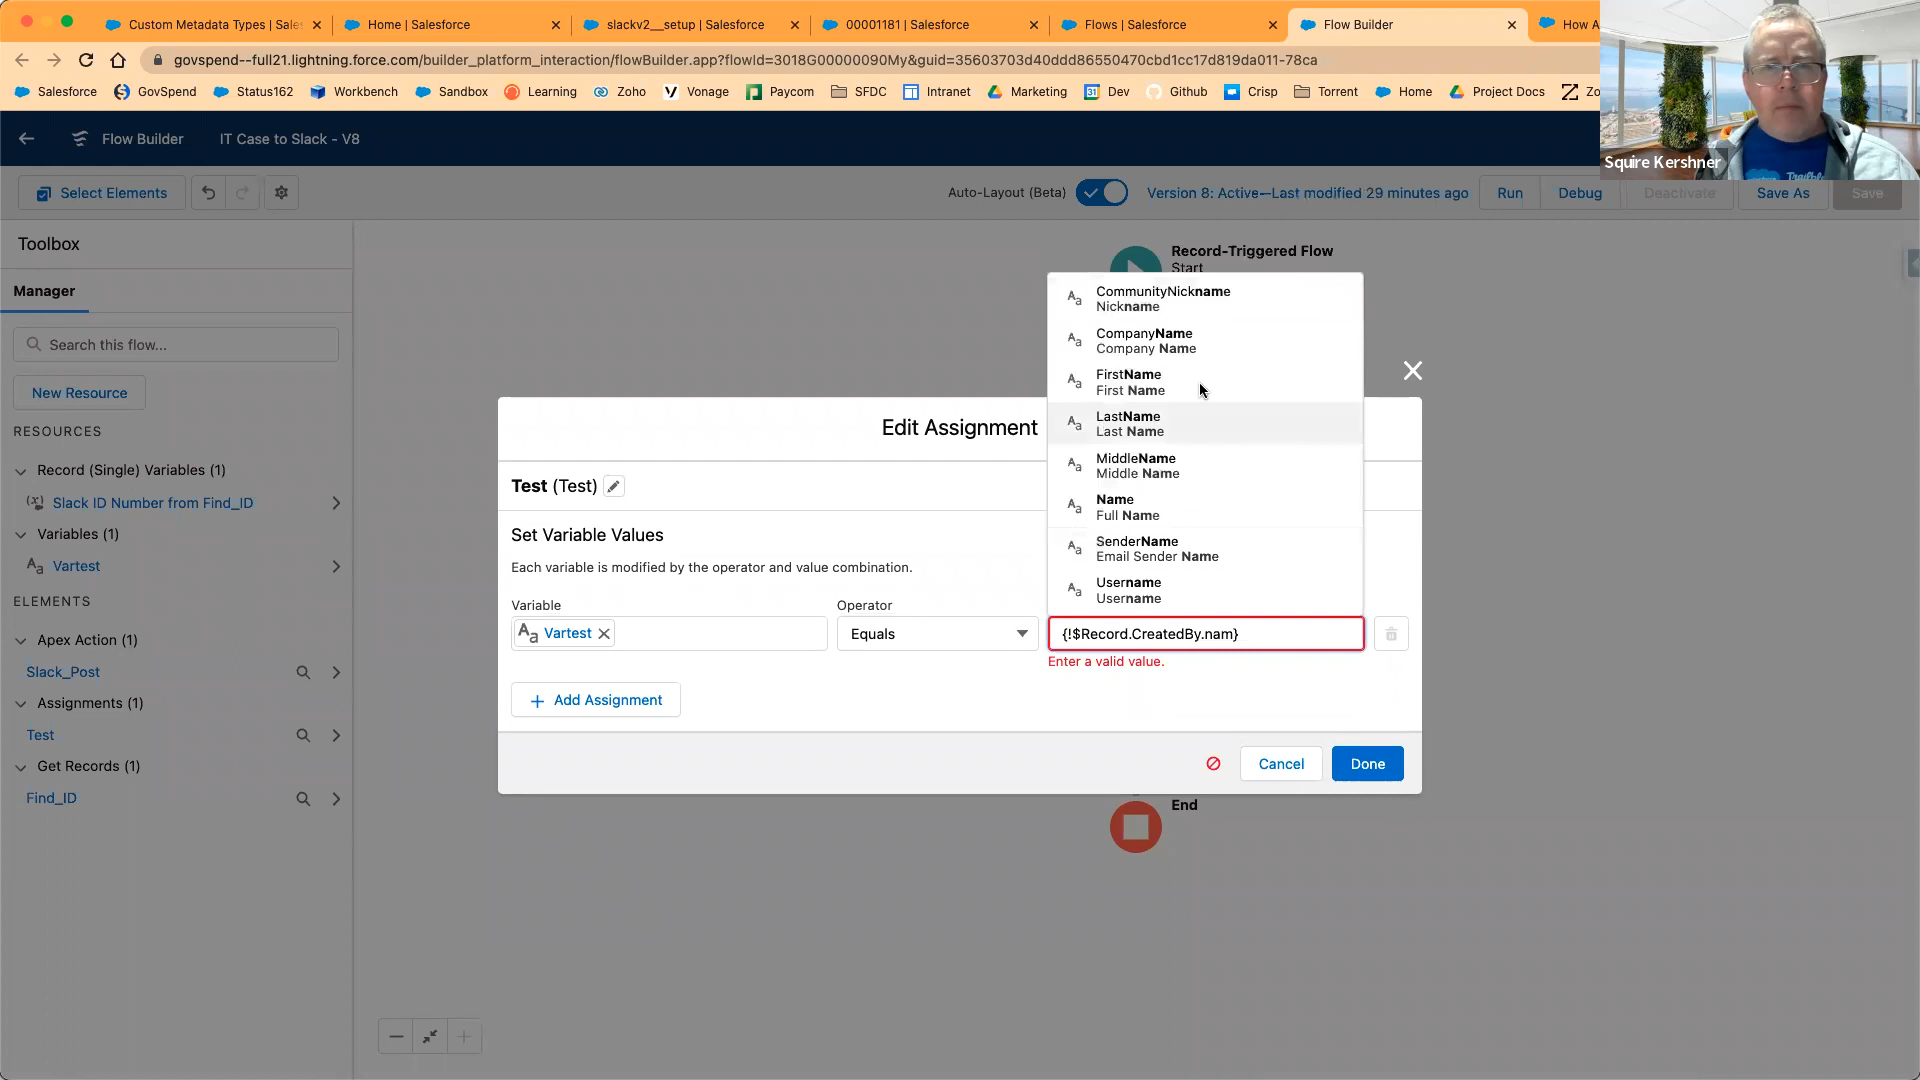 Custom Metadata Types | Sale
Home | Salesforce
slackv2__setup | Salesforce
00001181 | Salesforce
Flows | Salesforce
Flow Builder
How A
govspend--full21.lightning.force.com/builder_platform_interaction/flowBuilder.app?flowId=3018G00000090My&guid=35603703d40ddd86550470cbd1cc17d819da011-78ca
Salesforce
GovSpend
Status162
Workbench
Sandbox
Learning
Zoho
Vonage
Paycom
SFDC
Intranet
Marking
Dev
Github
Crisp
Torrent
Home
Project Docs
Zo
Squire Kershner
Flow Builder
IT Case to Slack - V8
Select Elements
Auto-Layout (Beta)
Version 8: Active—Last modified 29 minutes ago
Run
Debug
Deactivate
Save As
Save
Toolbox
Manager
Search this flow...
New Resource
RESOURCES
Record (Single) Variables (1)
Slack ID Number from Find_ID
Variables (1)
Vartest
ELEMENTS
Apex Action (1)
Slack_Post
Assignments (1)
Test
Get Records (1)
Find_ID
Record-Triggered Flow
Start
Edit Assignment
Test (Test)
Set Variable Values
Each variable is modified by the operator and value combination.
Variable
Operator
Vartest
Equals
{!$Record.CreatedBy.nam}
Enter a valid value.
CommunityNickname
Nickname
CompanyName
Company Name
FirstName
First Name
LastName
Last Name
MiddleName
Middle Name
Name
Full Name
SenderName
Email Sender Name
Username
Username
Add Assignment
Cancel
Done
End